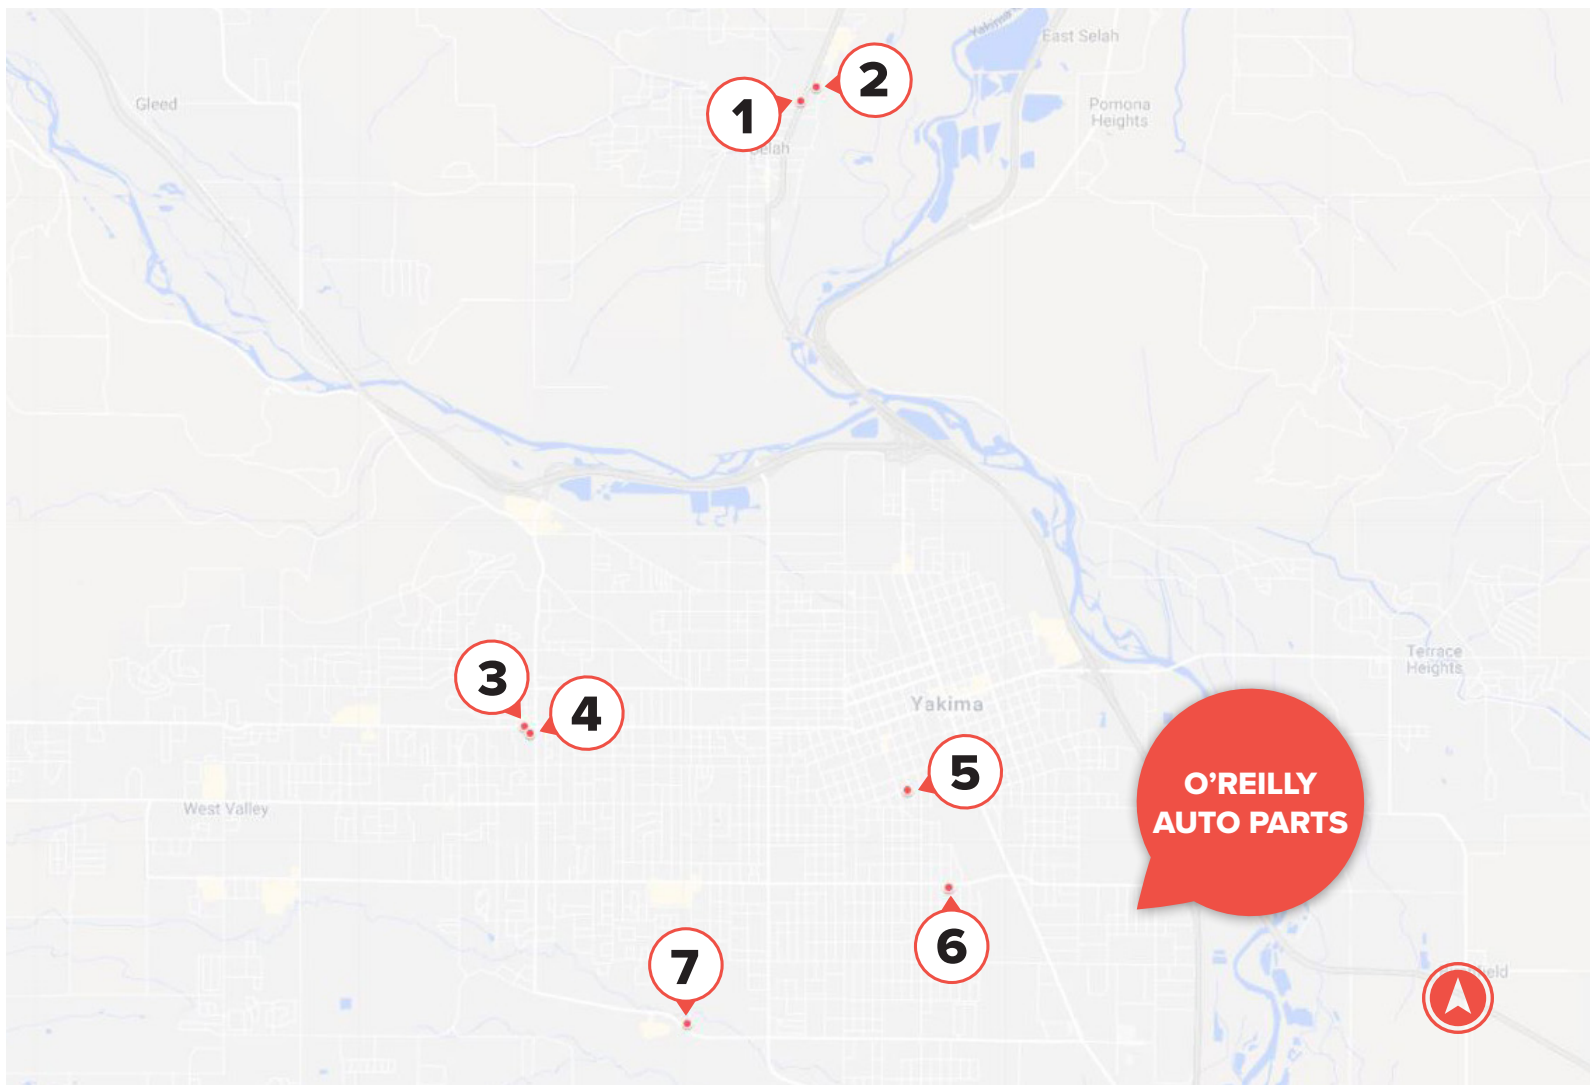 Yakima
East Selah
2
Gleed
Pomona
Heights
1
Selah
3
4
Terrace
Heights
Yakima
5
O'REILLY
AUTO PARTS
West Valley
6
7